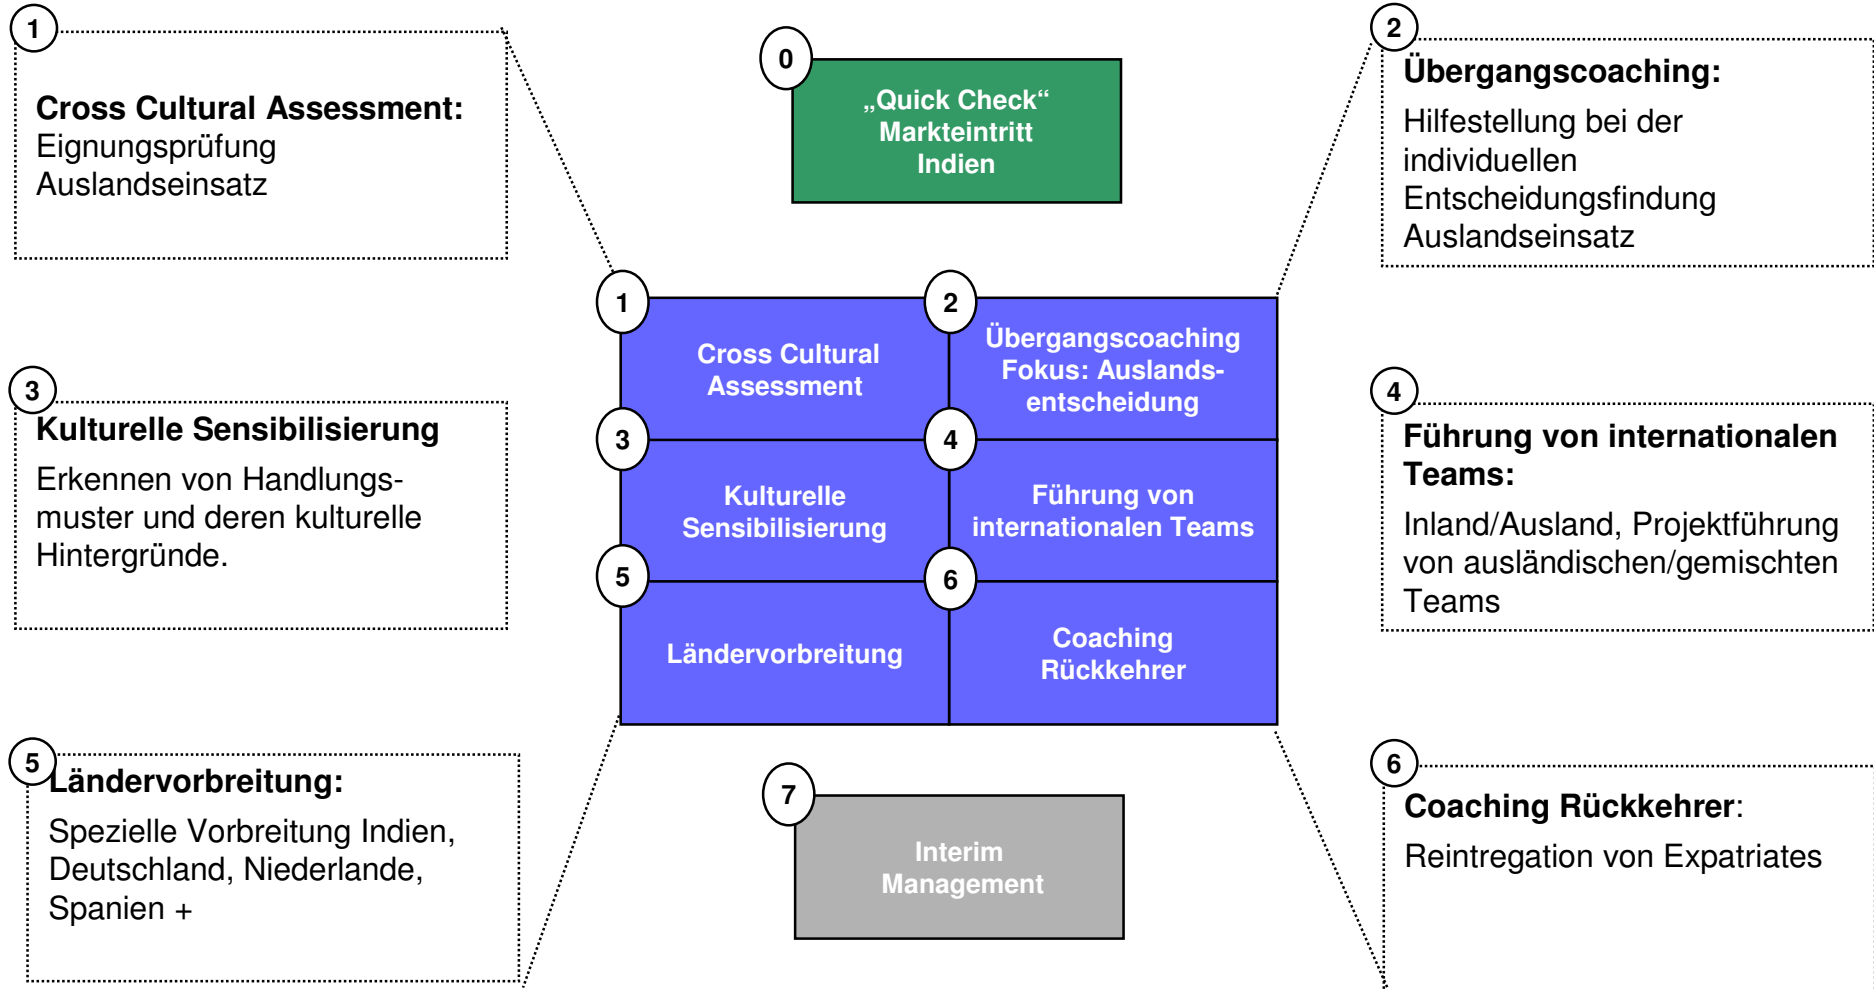 1
Cross Cultural Assessment:
Eignungsprüfung
Auslandseinsatz
0
„Quick Check“
Markteintritt
Indien
2
Übergangscoaching:
Hilfestellung bei der
individuellen
Entscheidungsfindung
Auslandseinsatz
1
Cross Cultural
Assessment
2
Übergangscoaching
Fokus: Auslands-
entscheidung
3
Kulturelle Sensibilisierung
Erkennen von Handlungs-
muster und deren kulturelle
Hintergründe.
3
Kulturelle
Sensibilisierung
4
Führung von
internationalen Teams
4
Führung von internationalen
Teams:
Inland/Ausland, Projektführung
von ausländischen/gemischten
Teams
5
Ländervorbreitung
6
Coaching
Rückkehrer
5
Ländervorbreitung:
Spezielle Vorbreitung Indien,
Deutschland, Niederlande,
Spanien +
7
Interim
Management
6
Coaching Rückkehrer:
Reintregation von Expatriates